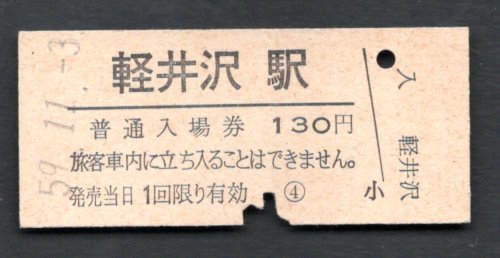 59.11.-3
軽井沢駅
普通入場券 130円
旅客車内に立ち入ることはできません。
発売当日1回限り有効 ④
入 軽井沢
小